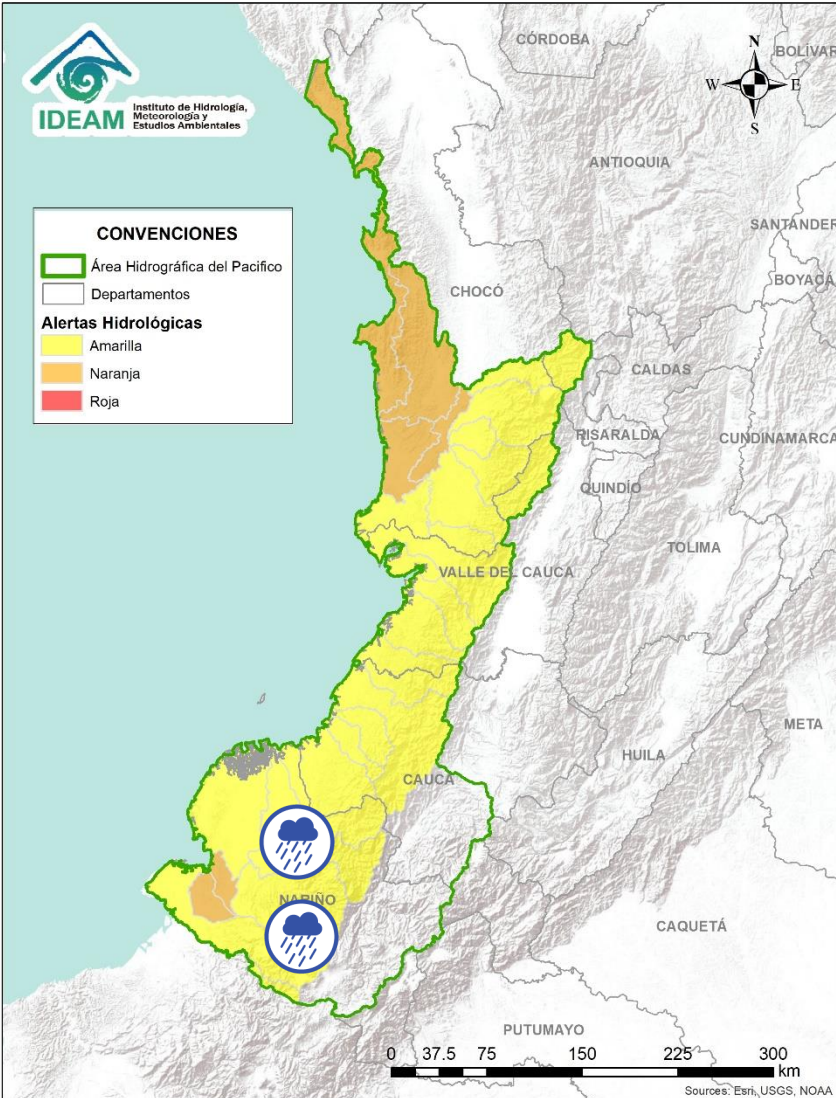 IDEAM
Instituto de Hidrología,
Meteorología y
Estudios Ambientales
CÓRDOBA
BOLÍVAR
N
W
E
S
ANTIOQUIA
SANTANDER
BOYACÁ
CONVENCIONES
Área Hidrográfica del Pacifico
Departamentos
Alertas Hidrológicas
Amarilla
Naranja
Roja
CHOCÓ
CALDAS
RISARALDA
CUNDINAMARCA
QUINDÍO
TOLIMA
VALLE DEL CAUCA
META
HUILA
CAUCA
NARIÑO
CAQUETÁ
PUTUMAYO
0 37.5 75 150 225 300
km
Sources: Esri, USGS, NOAA